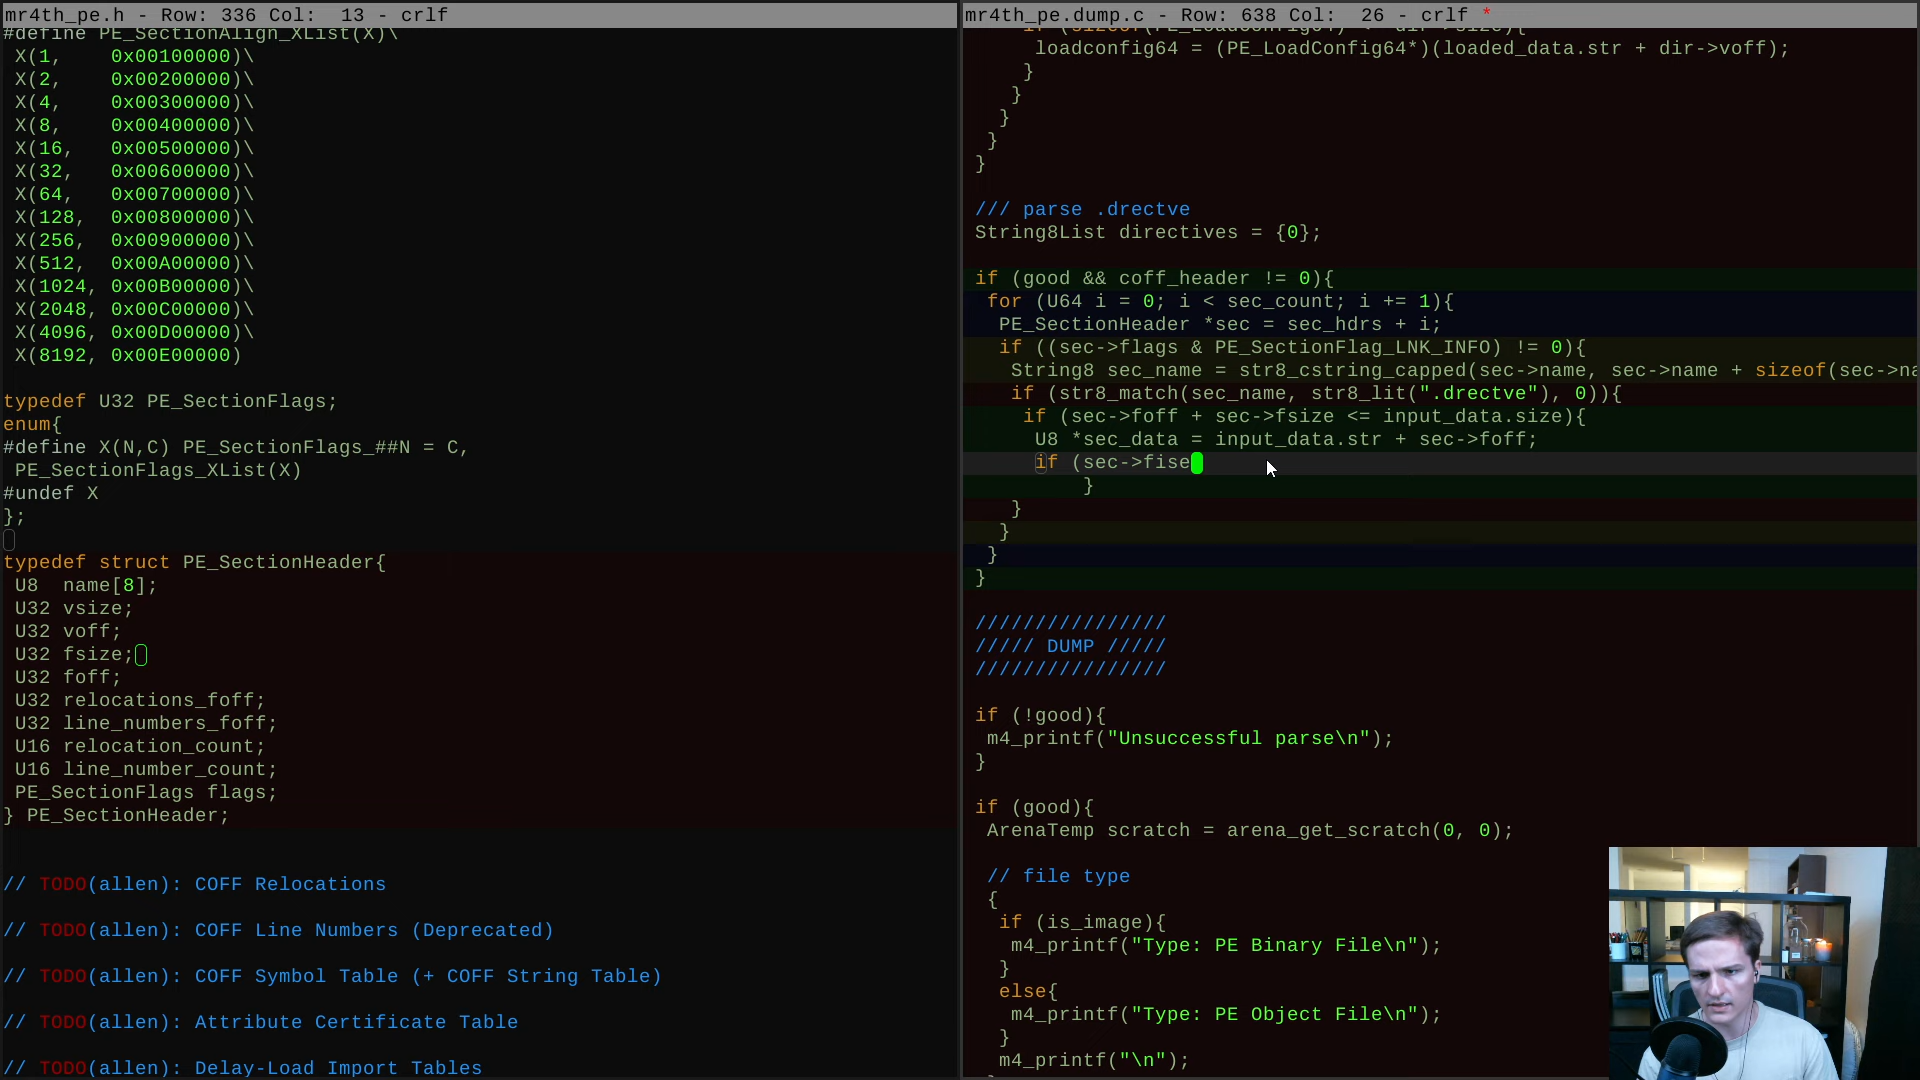 mr4th_pe.h - Row: 336 Col:  13 - crlf
#define PE_SectionAlign_XList(X)\
X(1,    0x00100000)\
X(2,    0x00200000)\
X(4,    0x00300000)\
X(8,    0x00400000)\
X(16,   0x00500000)\
X(32,   0x00600000)\
X(64,   0x00700000)\
X(128,  0x00800000)\
X(256,  0x00900000)\
X(512,  0x00A00000)\
X(1024, 0x00B00000)\
X(2048, 0x00C00000)\
X(4096, 0x00D00000)\
X(8192, 0x00E00000)
typedef U32 PE_SectionFlags;
enum{
#define X(N,C) PE_SectionFlags_##N = C,
PE_SectionFlags_XList(X)
#undef X
};
typedef struct PE_SectionHeader{
U8  name[8];
U32 vsize;
U32 voff;
U32 fsize;
U32 foff;
U32 relocations_foff;
U32 line_numbers_foff;
U16 relocation_count;
U16 line_number_count;
PE_SectionFlags flags;
} PE_SectionHeader;
// TODO(allen): COFF Relocations
// TODO(allen): COFF Line Numbers (Deprecated)
// TODO(allen): COFF Symbol Table (+ COFF String Table)
// TODO(allen): Attribute Certificate Table
// TODO(allen): Delay-Load Import Tables
mr4th_pe.dump.c - Row: 638 Col:  26 - crlf *
if (sizeof(PE_LoadConfig64) <= dir->size){
loadconfig64 = (PE_LoadConfig64*)(loaded_data.str + dir->voff);
}
}
}
}
}
/// parse .drectve
String8List directives = {0};
if (good && coff_header != 0){
for (U64 i = 0; i < sec_count; i += 1){
PE_SectionHeader *sec = sec_hdrs + i;
if ((sec->flags & PE_SectionFlag_LNK_INFO) != 0){
String8 sec_name = str8_cstring_capped(sec->name, sec->name + sizeof(sec->na
if (str8_match(sec_name, str8_lit(".drectve"), 0)){
if (sec->foff + sec->fsize <= input_data.size){
U8 *sec_data = input_data.str + sec->foff;
if (sec->fise
}
}
}
}
}
////////////////
///// DUMP /////
////////////////
if (!good){
m4_printf("Unsuccessful parse\n");
}
if (good){
ArenaTemp scratch = arena_get_scratch(0, 0);
// file type
{
if (is_image){
m4_printf("Type: PE Binary File\n");
}
else{
m4_printf("Type: PE Object File\n");
}
m4_printf("\n");